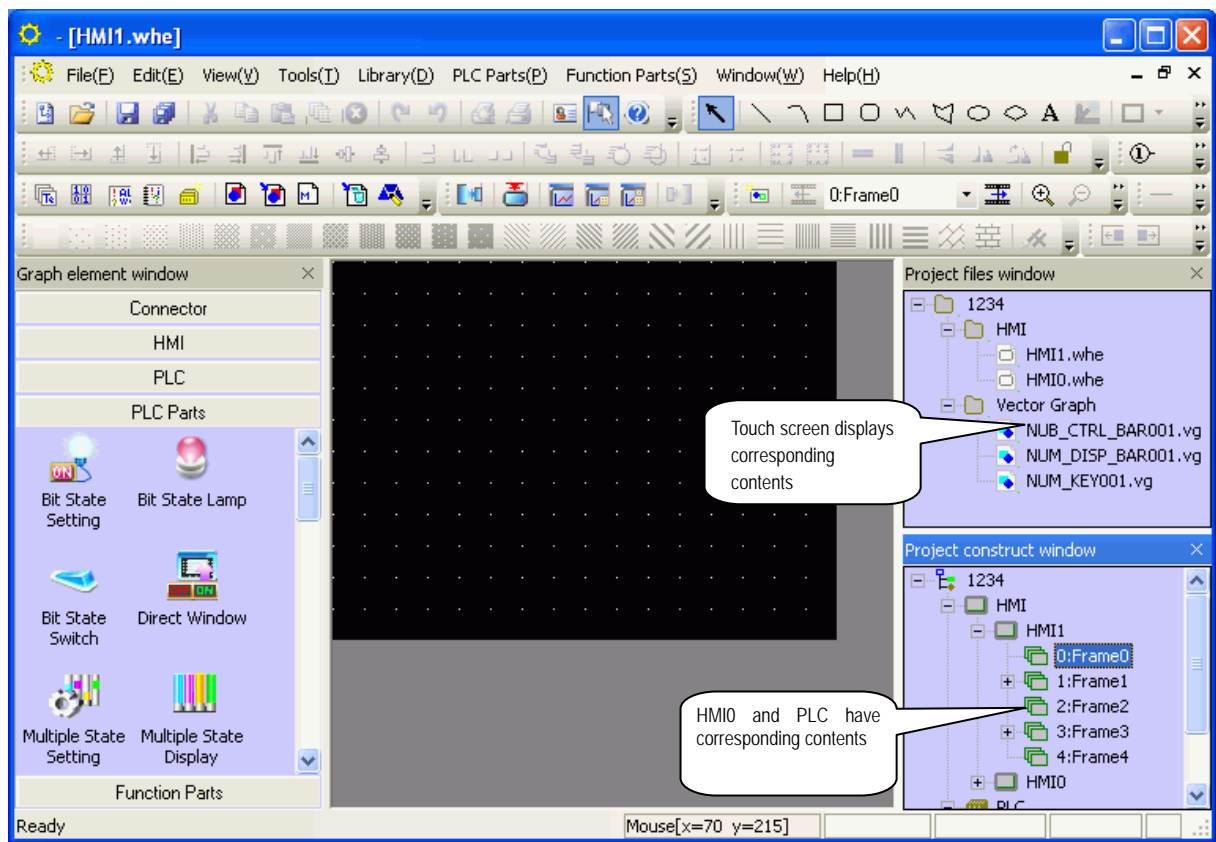 - [HMI1.whe]
File(F) Edit(E) View(V) Tools(T) Library(D) PLC Parts(P) Function Parts(S) Window(W) Help(H)
0:Frame0
Graph element window
Connector
HMI
PLC
PLC Parts
Bit State Setting
Bit State Lamp
Bit State Switch
Direct Window
Multiple State Setting
Multiple State Display
Function Parts
Touch screen displays
corresponding
contents
HMI0 and PLC have
corresponding contents
Project files window
1234
HMI
HMI1.whe
HMI0.whe
Vector Graph
NUB_CTRL_BAR001.vg
NUM_DISP_BAR001.vg
NUM_KEY001.vg
Project construct window
1234
HMI
HMI1
0:Frame0
1:Frame1
2:Frame2
3:Frame3
4:Frame4
HMI0
PLC
Ready
Mouse[x=70 y=215]